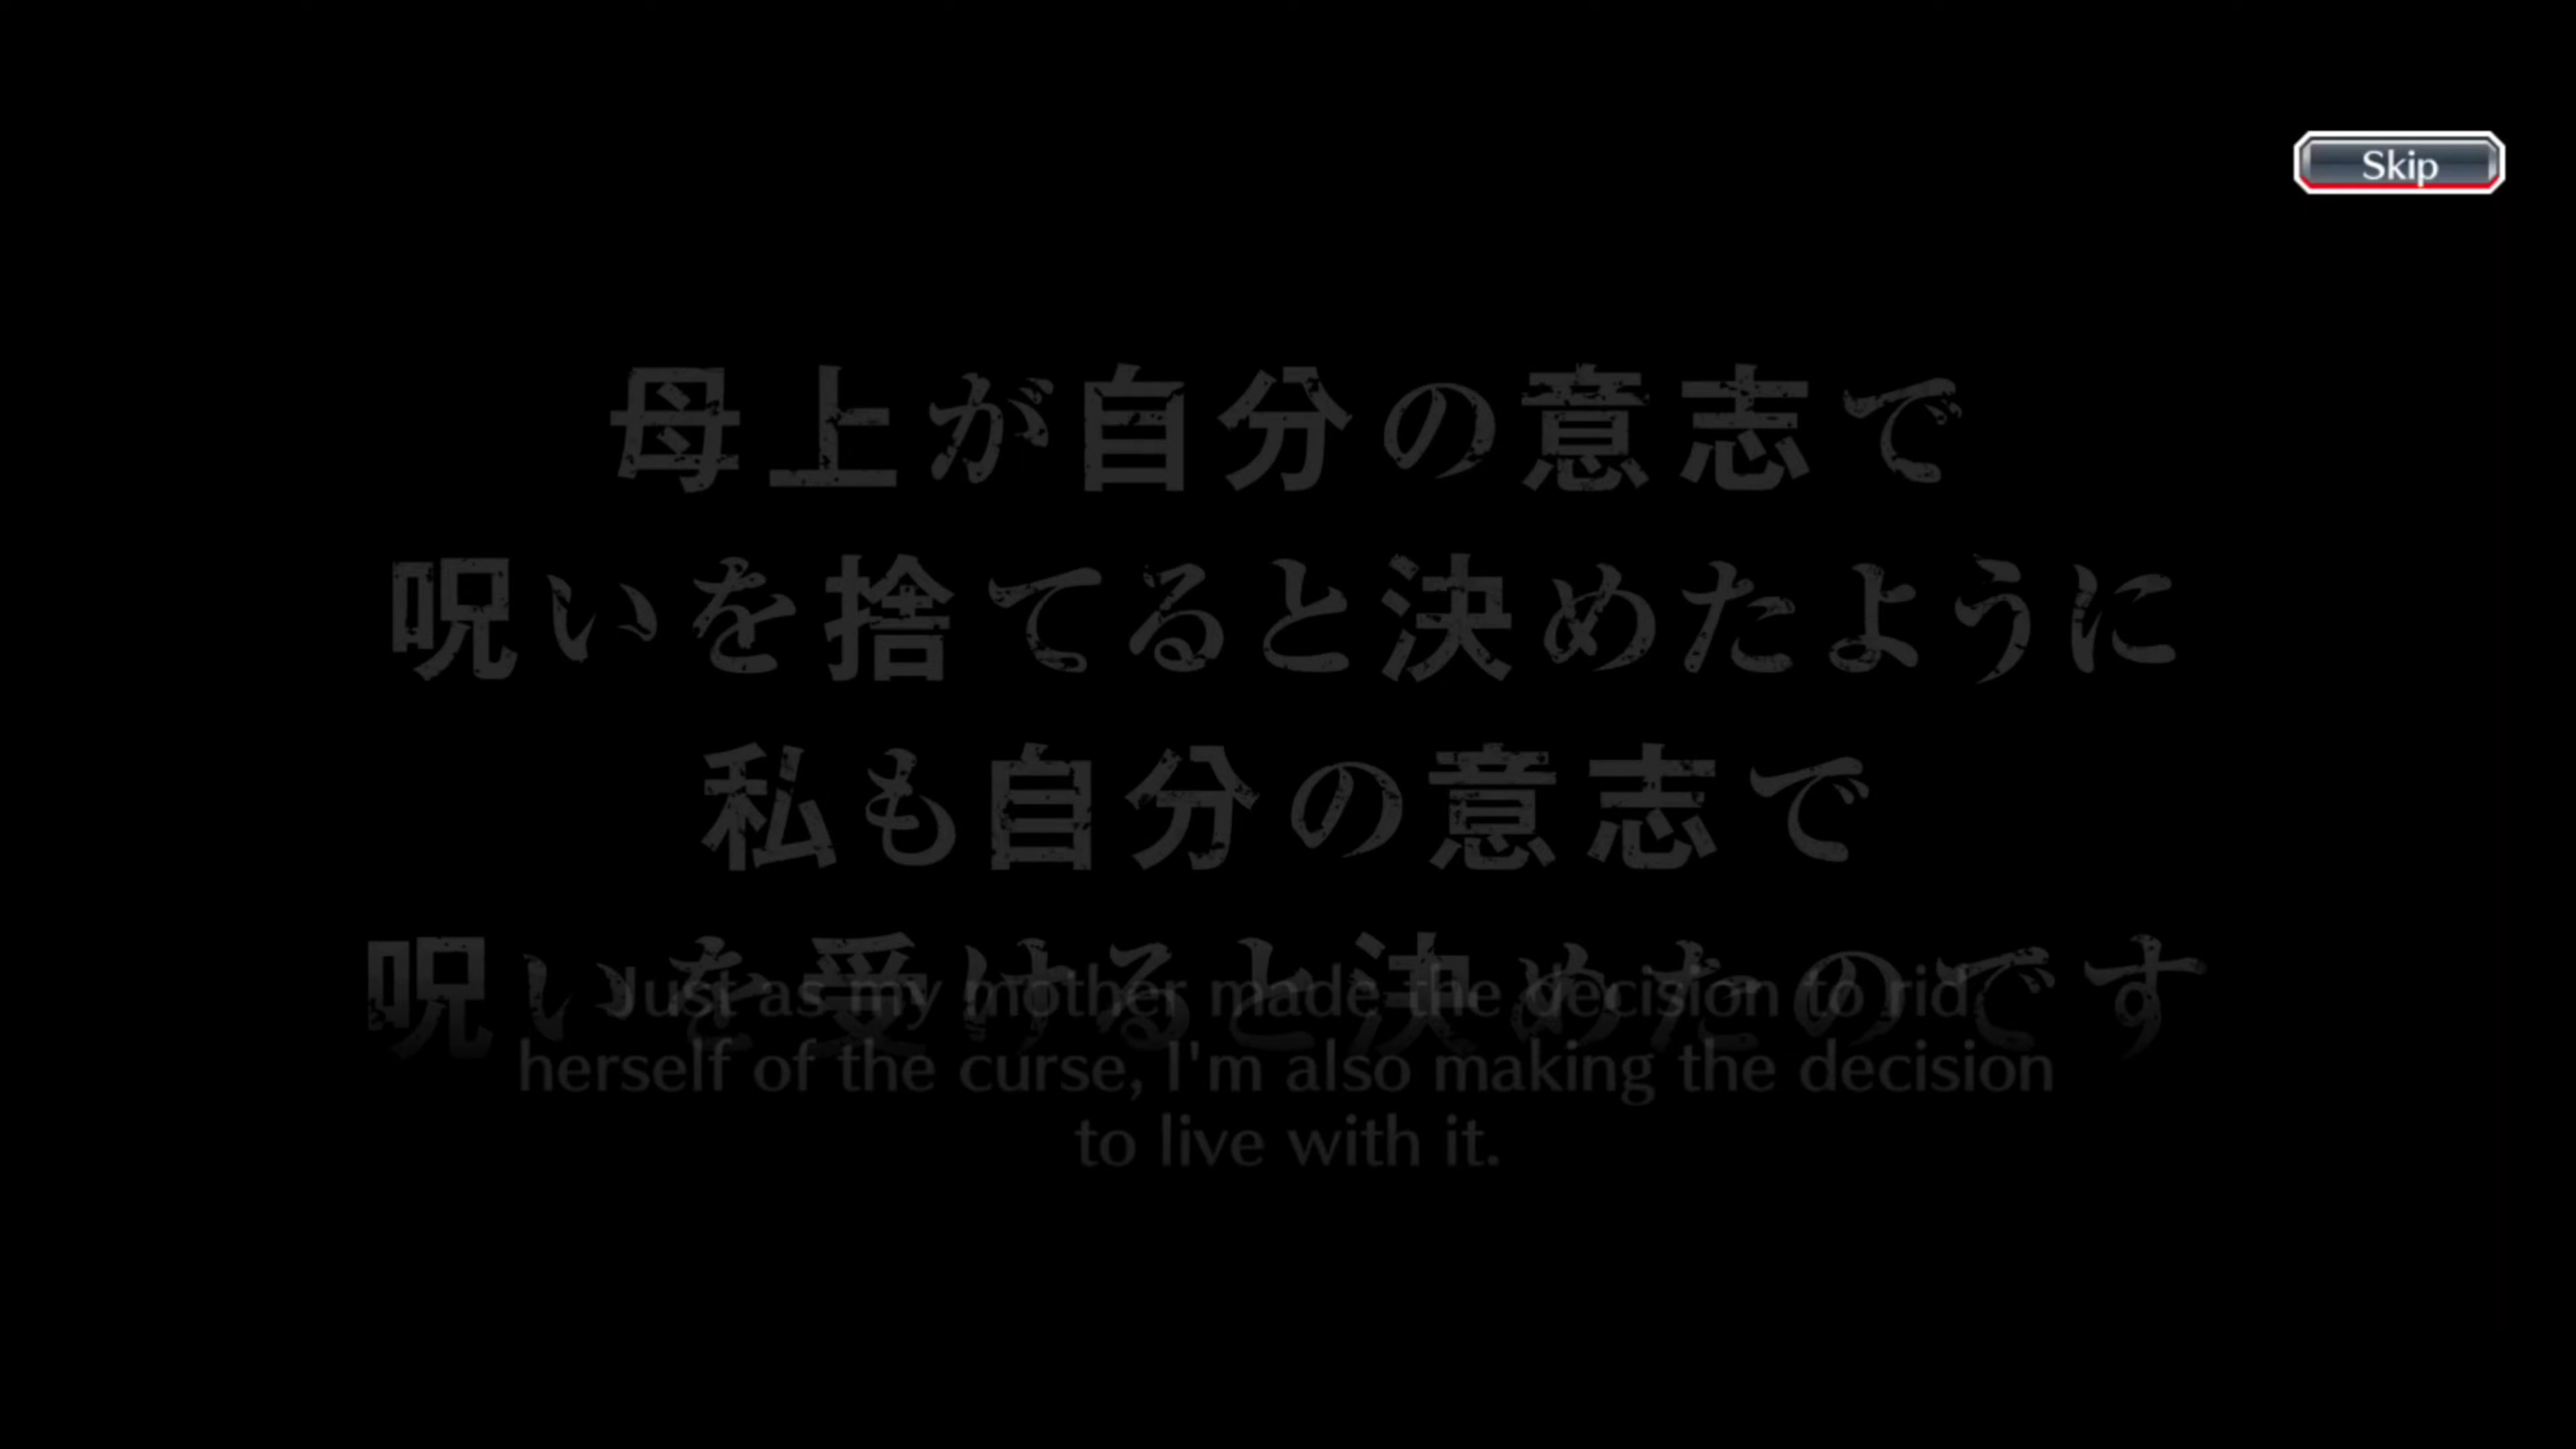 Skip
母上が自分の意志で
呪いを捨てると決めたように
私も自分の意志で
呪いを受けると決めたのです
Just as my mother made the decision to rid
herself of the curse, I'm also making the decision
to live with it.